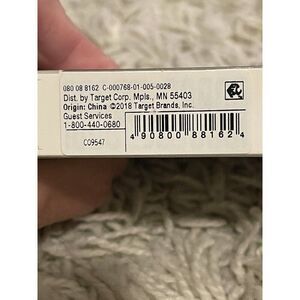 080 08 8162 C-000768-01-005-0028
Dist. by Target Corp. Mpls., MN 55403
Origin: China ©2018 Target Brands, Inc.
Guest Services
1-800-440-0680
C09547
4 90800 88162 4